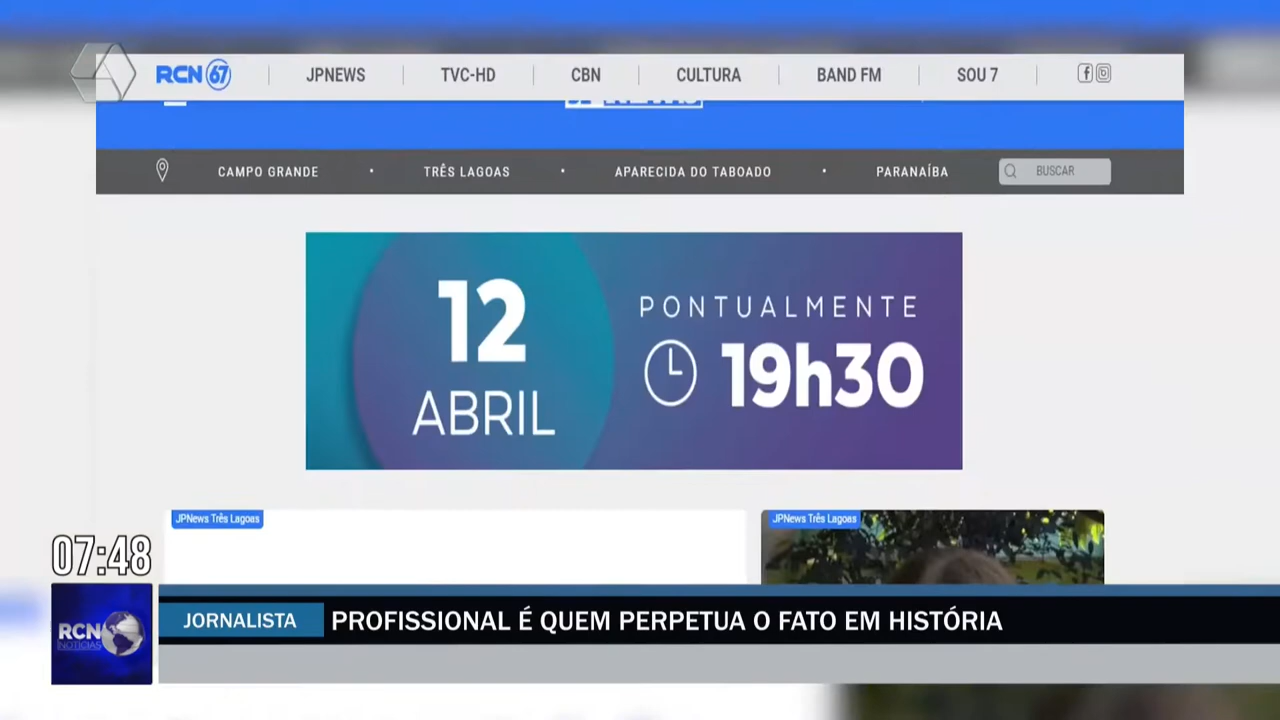 RCN 67 JPNEWS TVC-HD CBN CULTURA BAND FM SOU 7
CAMPO GRANDE • TRÊS LAGOAS • APARECIDA DO TABOADO • PARANAÍBA BUSCAR
12
ABRIL
PONTUALMENTE
19h30
JPNews Três Lagoas
JPNews Três Lagoas
07:48
RCN
NOTÍCIAS
JORNALISTA PROFISSIONAL É QUEM PERPETUA O FATO EM HISTÓRIA